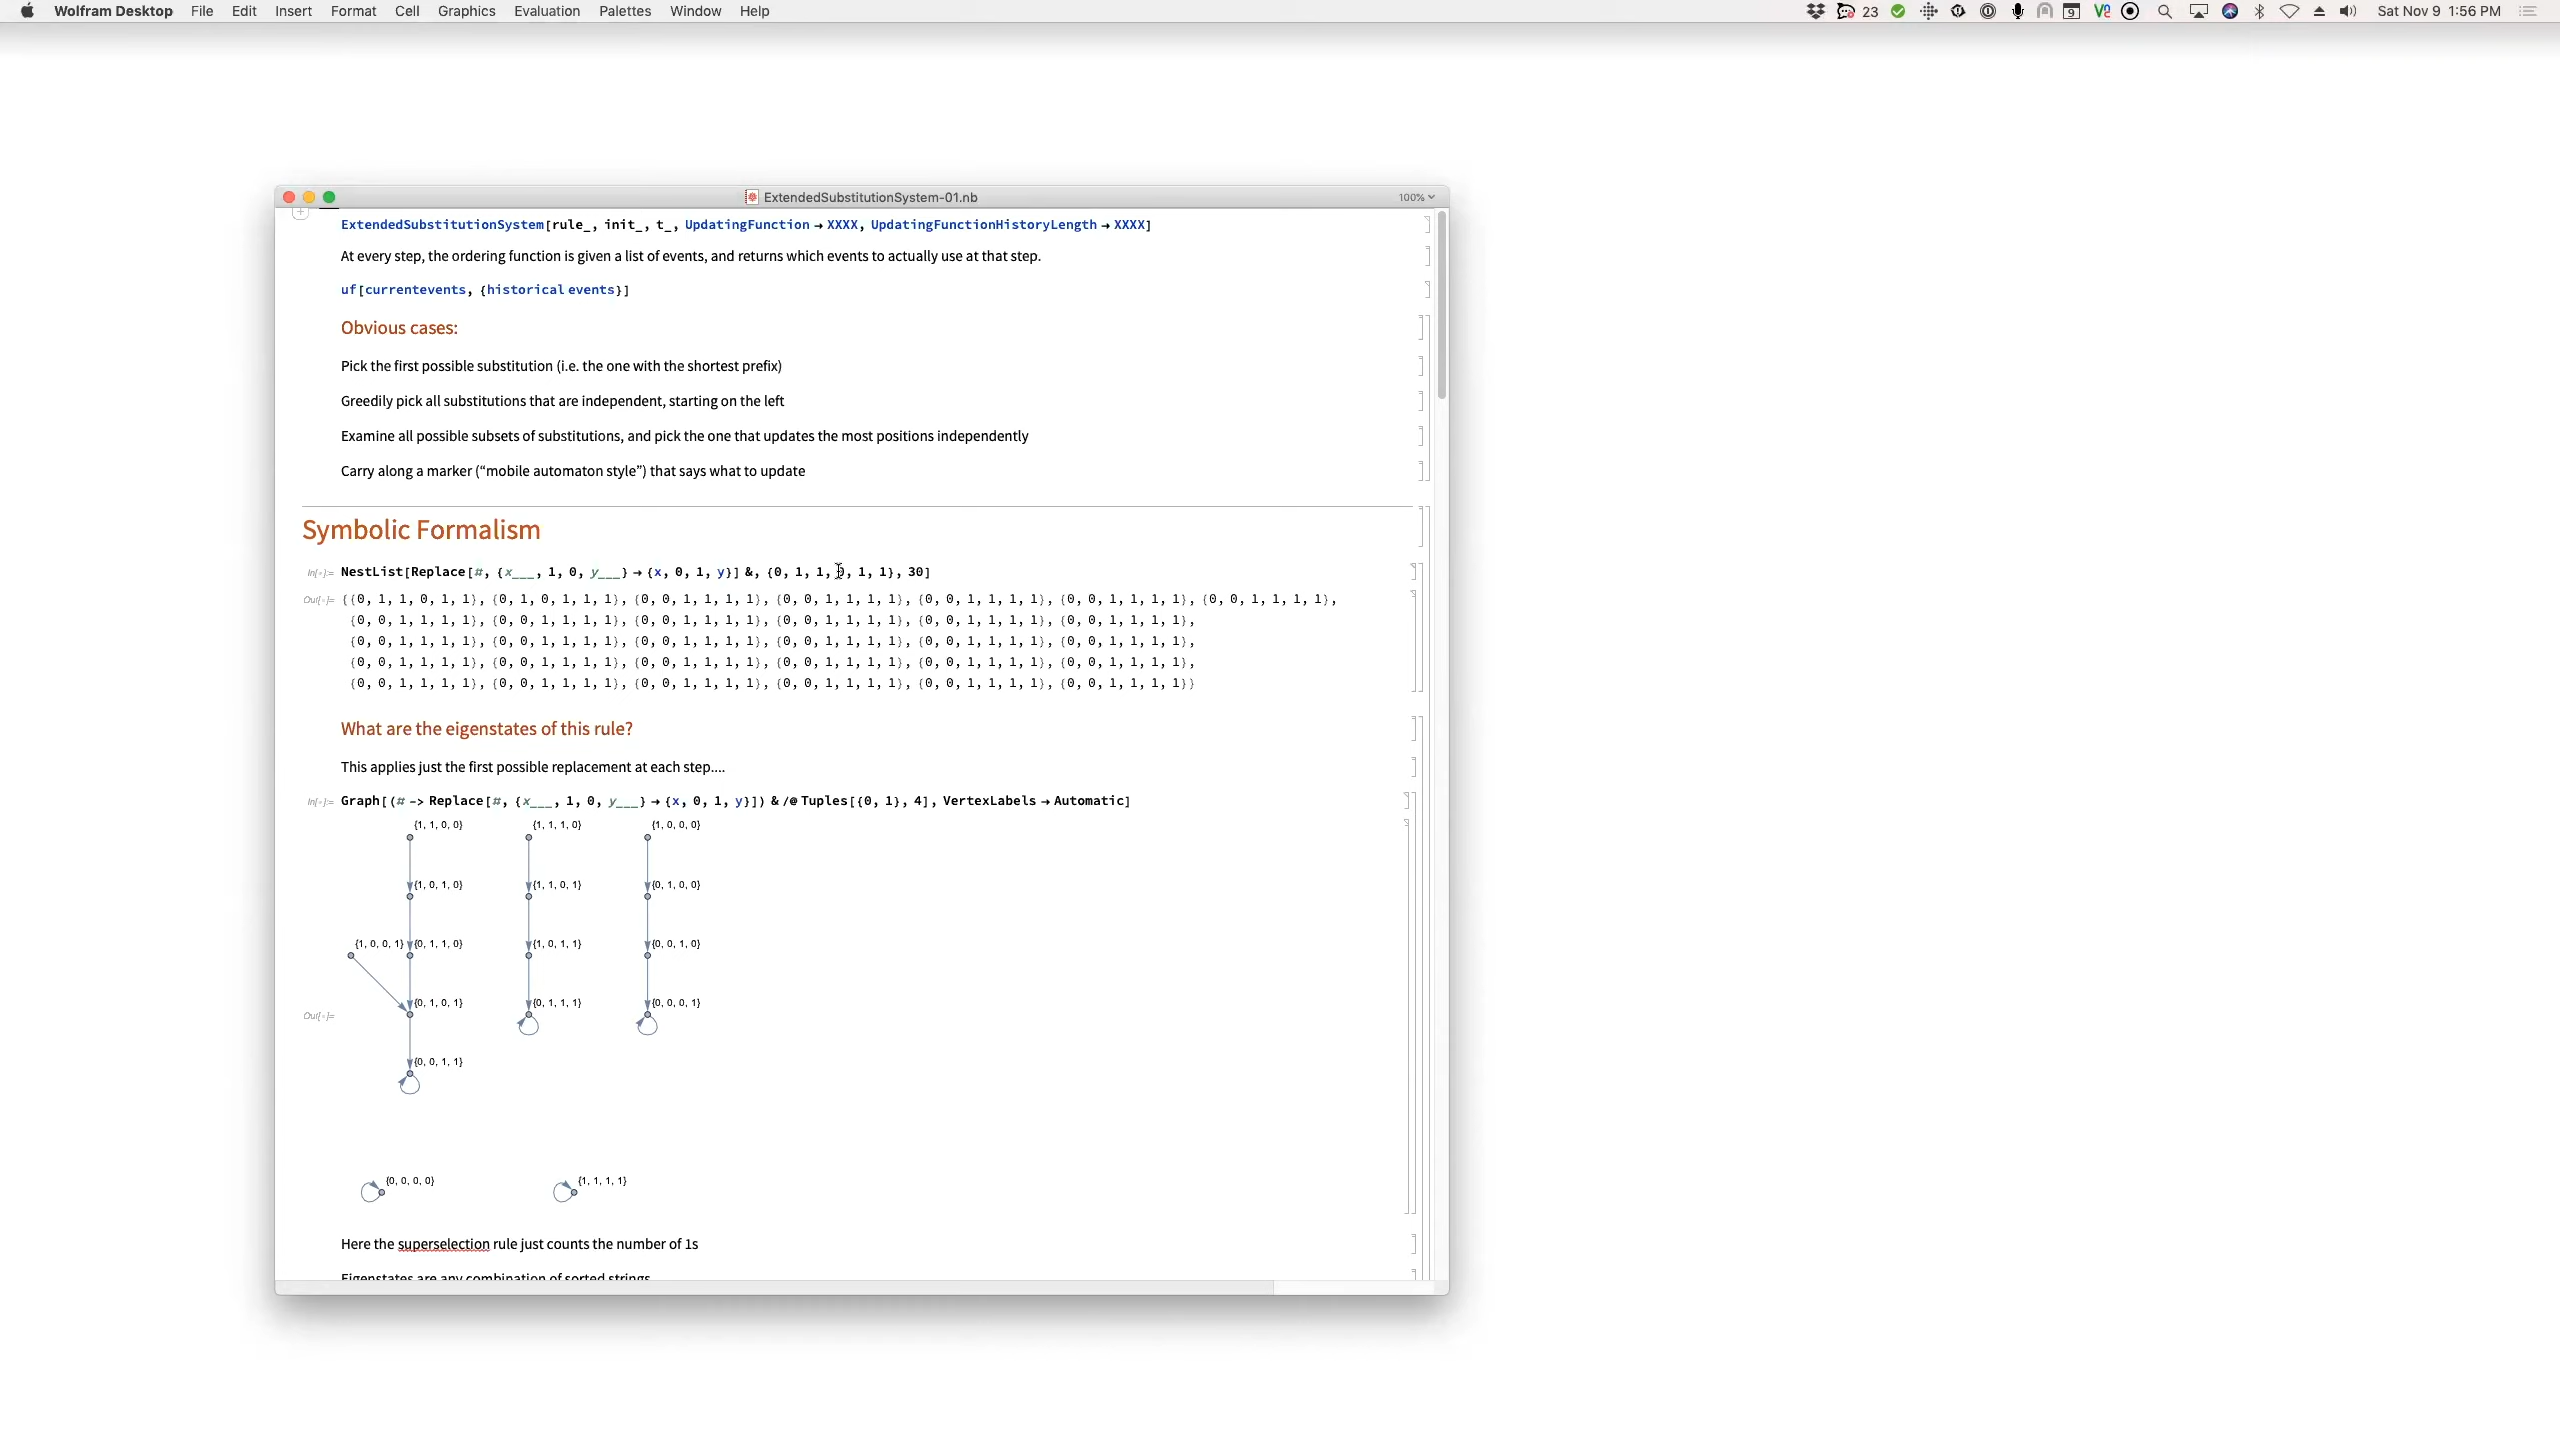 Wolfram Desktop File Edit Insert Format Cell Graphics Evaluation Palettes Window Help 23 9 Sat Nov 9 1:56 PM
ExtendedSubstitutionSystem-01.nb 100%
ExtendedSubstitutionSystem[rule_, init_, t_, UpdatingFunction → XXXX, UpdatingFunctionHistoryLength → XXXX]
At every step, the ordering function is given a list of events, and returns which events to actually use at that step.
uf[currentevents, {historical events}]
Obvious cases:
Pick the first possible substitution (i.e. the one with the shortest prefix)
Greedily pick all substitutions that are independent, starting on the left
Examine all possible subsets of substitutions, and pick the one that updates the most positions independently
Carry along a marker (“mobile automaton style”) that says what to update
Symbolic Formalism
In[◦]:= NestList[Replace[#, {x___, 1, 0, y___} → {x, 0, 1, y}] &, {0, 1, 1, 0, 1, 1}, 30]
Out[◦]= {{0, 1, 1, 0, 1, 1}, {0, 1, 0, 1, 1, 1}, {0, 0, 1, 1, 1, 1}, {0, 0, 1, 1, 1, 1}, {0, 0, 1, 1, 1, 1}, {0, 0, 1, 1, 1, 1}, {0, 0, 1, 1, 1, 1},
{0, 0, 1, 1, 1, 1}, {0, 0, 1, 1, 1, 1}, {0, 0, 1, 1, 1, 1}, {0, 0, 1, 1, 1, 1}, {0, 0, 1, 1, 1, 1}, {0, 0, 1, 1, 1, 1},
{0, 0, 1, 1, 1, 1}, {0, 0, 1, 1, 1, 1}, {0, 0, 1, 1, 1, 1}, {0, 0, 1, 1, 1, 1}, {0, 0, 1, 1, 1, 1}, {0, 0, 1, 1, 1, 1},
{0, 0, 1, 1, 1, 1}, {0, 0, 1, 1, 1, 1}, {0, 0, 1, 1, 1, 1}, {0, 0, 1, 1, 1, 1}, {0, 0, 1, 1, 1, 1}, {0, 0, 1, 1, 1, 1},
{0, 0, 1, 1, 1, 1}, {0, 0, 1, 1, 1, 1}, {0, 0, 1, 1, 1, 1}, {0, 0, 1, 1, 1, 1}, {0, 0, 1, 1, 1, 1}, {0, 0, 1, 1, 1, 1}}
What are the eigenstates of this rule?
This applies just the first possible replacement at each step....
In[◦]:= Graph[(# -> Replace[#, {x___, 1, 0, y___} → {x, 0, 1, y}]) & /@ Tuples[{0, 1}, 4], VertexLabels → Automatic]
{1, 1, 0, 0} {1, 1, 1, 0} {1, 0, 0, 0}
{1, 0, 1, 0} {1, 1, 0, 1} {0, 1, 0, 0}
{1, 0, 0, 1} {0, 1, 1, 0} {1, 0, 1, 1} {0, 0, 1, 0}
{0, 1, 0, 1} {0, 1, 1, 1} {0, 0, 0, 1}
Out[◦]=
{0, 0, 1, 1}
{0, 0, 0, 0} {1, 1, 1, 1}
Here the superselection rule just counts the number of 1s
Eigenstates are any combination of sorted strings